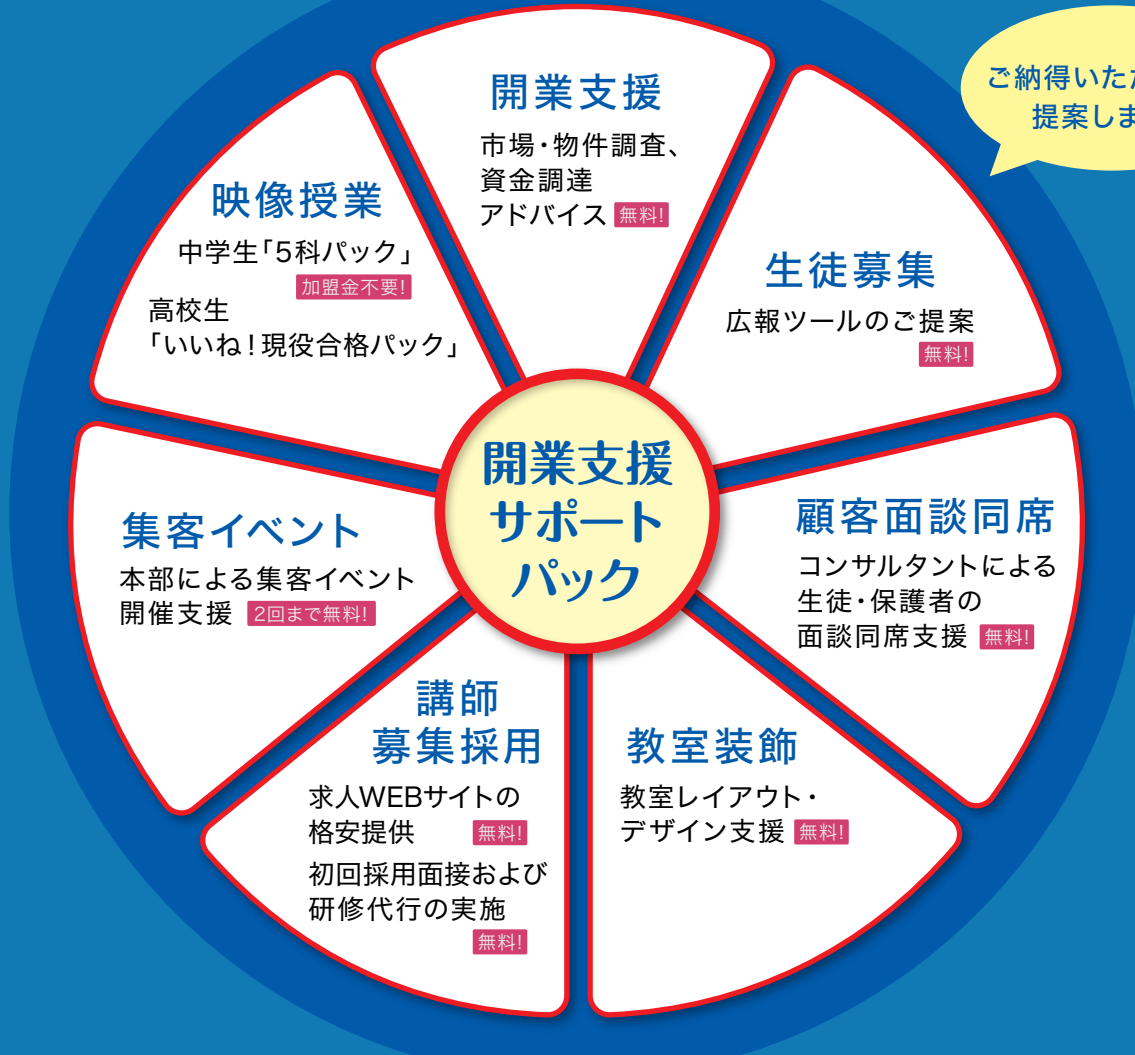 開業支援
サポート
パック
開業支援
市場・物件調査、
資金調達
アドバイス 無料!
生徒募集
広報ツールのご提案
無料!
顧客面談同席
コンサルタントによる
生徒・保護者の
面談同席支援 無料!
教室装飾
教室レイアウト・
デザイン支援 無料!
講師
募集採用
求人WEBサイトの
格安提供 無料!
初回採用面接および
研修代行の実施
無料!
集客イベント
本部による集客イベント
開催支援 2回まで無料!
映像授業
中学生「5科パック」
加盟金不要!
高校生
「いいね!現役合格パック」
ご納得いただ
提案しま